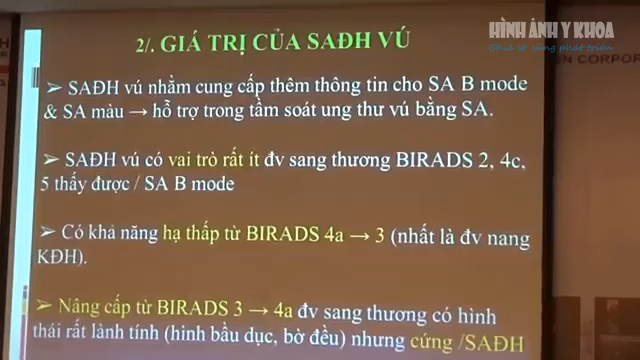 HÌNH ẢNH Y KHOA
Chia sẻ cùng phát triển
EN CORPOR
2/. GIÁ TRỊ CỦA SAĐH VÚ
➢ SAĐH vú nhằm cung cấp thêm thông tin cho SA B mode
& SA màu → hỗ trợ trong tầm soát ung thư vú bằng SA.
➢ SAĐH vú có vai trò rất ít đv sang thương BIRADS 2, 4c,
5 thấy được / SA B mode
➢ Có khả năng hạ thấp từ BIRADS 4a → 3 (nhất là đv nang
KĐH).
➢ Nâng cấp từ BIRADS 3 → 4a đv sang thương có hình
thái rất lành tính (hình bầu dục, bờ đều) nhưng cứng /SAĐH